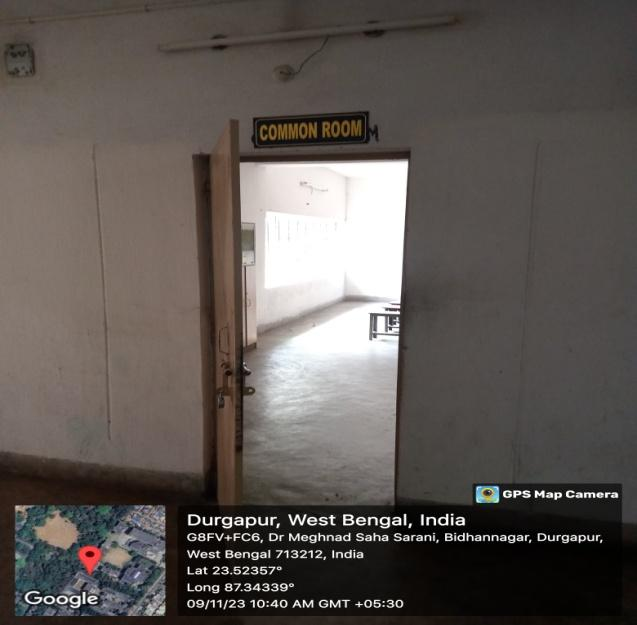 COMMON ROOM
M
GPS Map Camera
Durgapur, West Bengal, India
G8FV+FC6, Dr Meghnad Saha Sarani, Bidhannagar, Durgapur,
West Bengal 713212, India
Lat 23.52357°
Long 87.34339°
09/11/23 10:40 AM GMT +05:30
Google